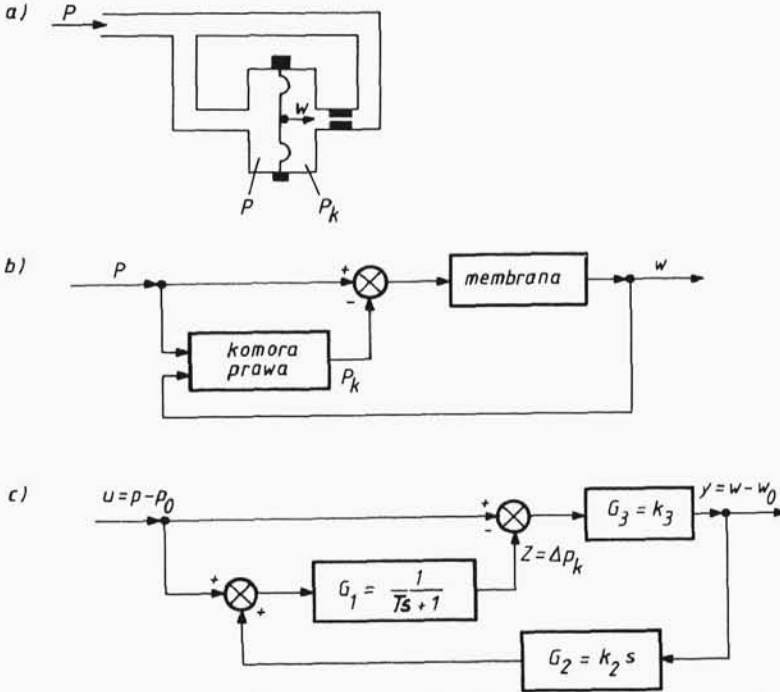 a)
P
w
P
P_k
b)
P
+
-
membrana
w
komora
prawa
P_k
c)
u = p - p_0
+
-
G_3 = k_3
y = w - w_0
Z = Δp_k
+
+
G_1 = 1 / (Ts + 1)
G_2 = k_2 s